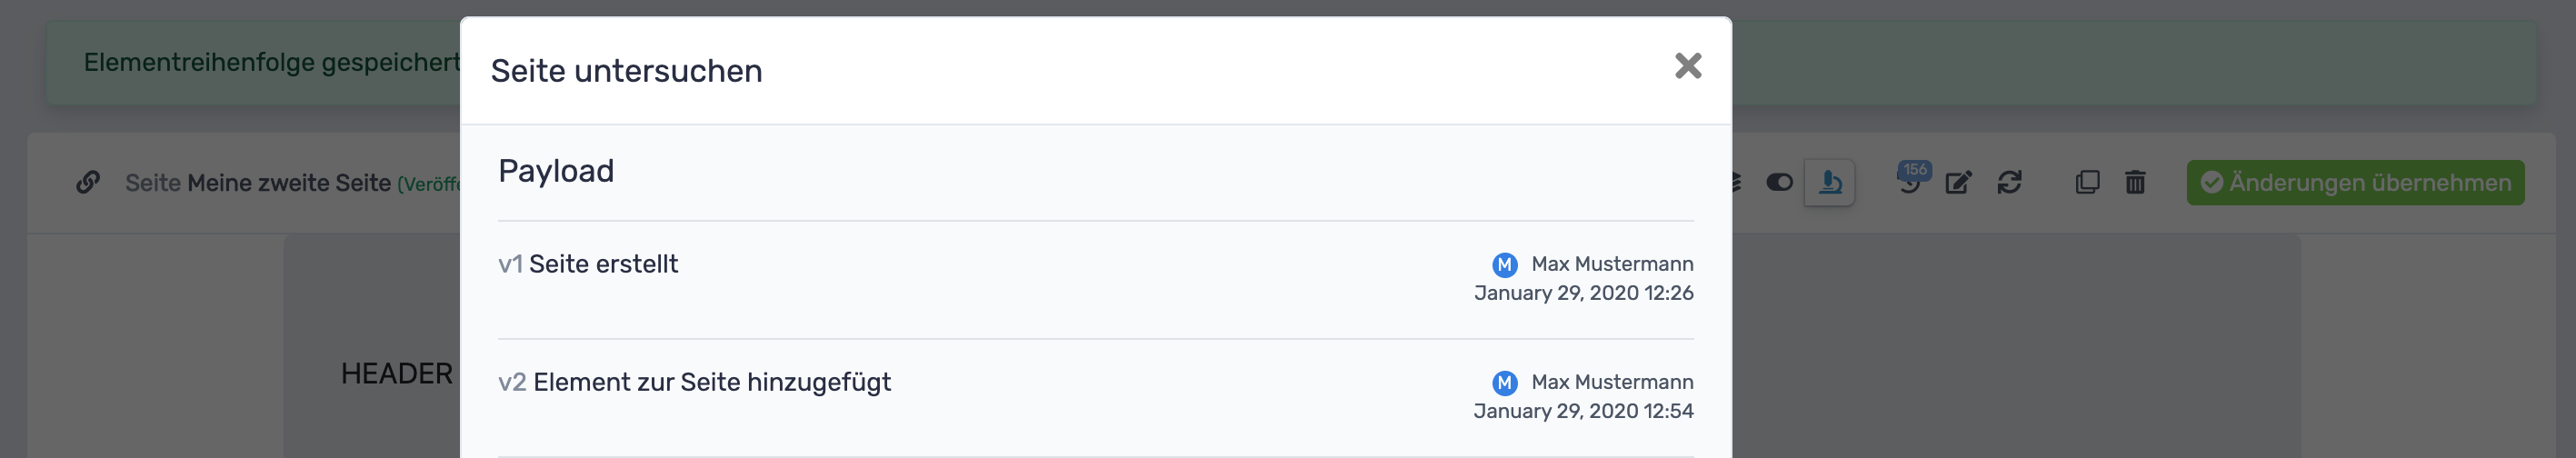 Elementreihenfolge gespeichert
Seite untersuchen
Payload
Seite Meine zweite Seite
156
Änderungen übernehmen
v1 Seite erstellt
M Max Mustermann
January 29, 2020 12:26
HEADER
v2 Element zur Seite hinzugefügt
M Max Mustermann
January 29, 2020 12:54